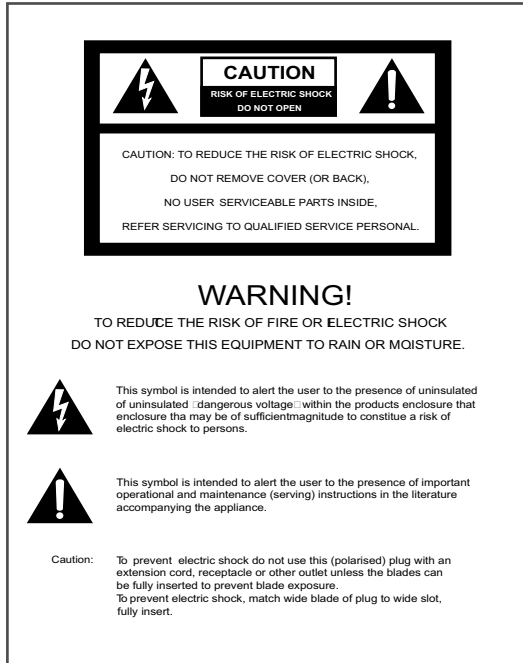 CAUTION
RISK OF ELECTRIC SHOCK
DO NOT OPEN
CAUTION: TO REDUCE THE RISK OF ELECTRIC SHOCK,
DO NOT REMOVE COVER (OR BACK),
NO USER SERVICEABLE PARTS INSIDE,
REFER SERVICING TO QUALIFIED SERVICE PERSONAL.
WARNING!
TO REDUCE THE RISK OF FIRE OR ELECTRIC SHOCK
DO NOT EXPOSE THIS EQUIPMENT TO RAIN OR MOISTURE.
This symbol is intended to alert the user to the presence of uninsulated
of uninsulated □dangerous voltage□ within the products enclosure that
enclosure tha may be of sufficientmagnitude to constitue a risk of
electric shock to persons.
This symbol is intended to alert the user to the presence of important
operational and maintenance (serving) instructions in the literature
accompanying the appliance.
Caution: To prevent electric shock do not use this (polarised) plug with an
extension cord, receptacle or other outlet unless the blades can
be fully inserted to prevent blade exposure.
To prevent electric shock, match wide blade of plug to wide slot,
fully insert.